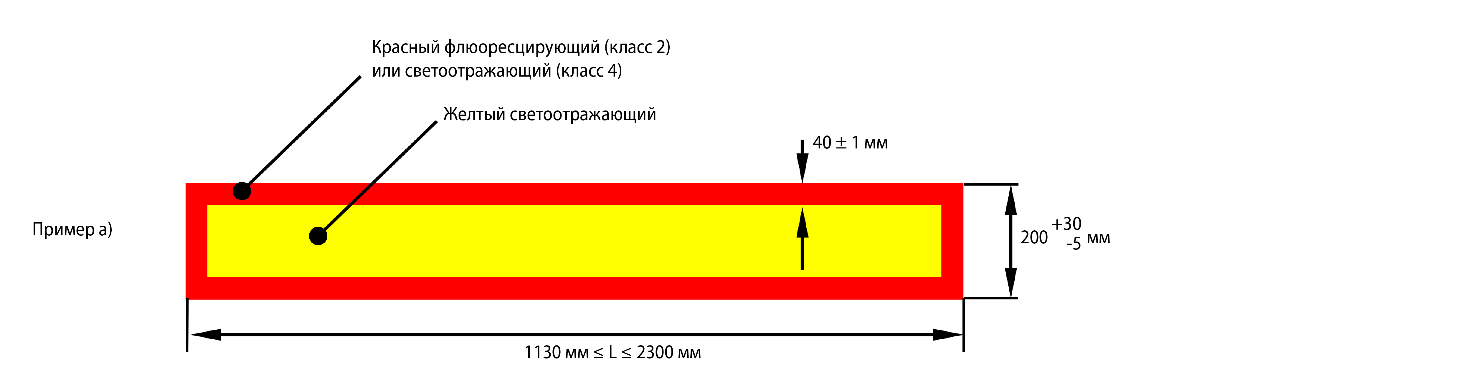 Красный флюоресцирующий (класс 2)
или светоотражающий (класс 4)
Желтый светоотражающий
40 ± 1 мм
Пример а)
200 +30 -5 мм
1130 мм ≤ L ≤ 2300 мм